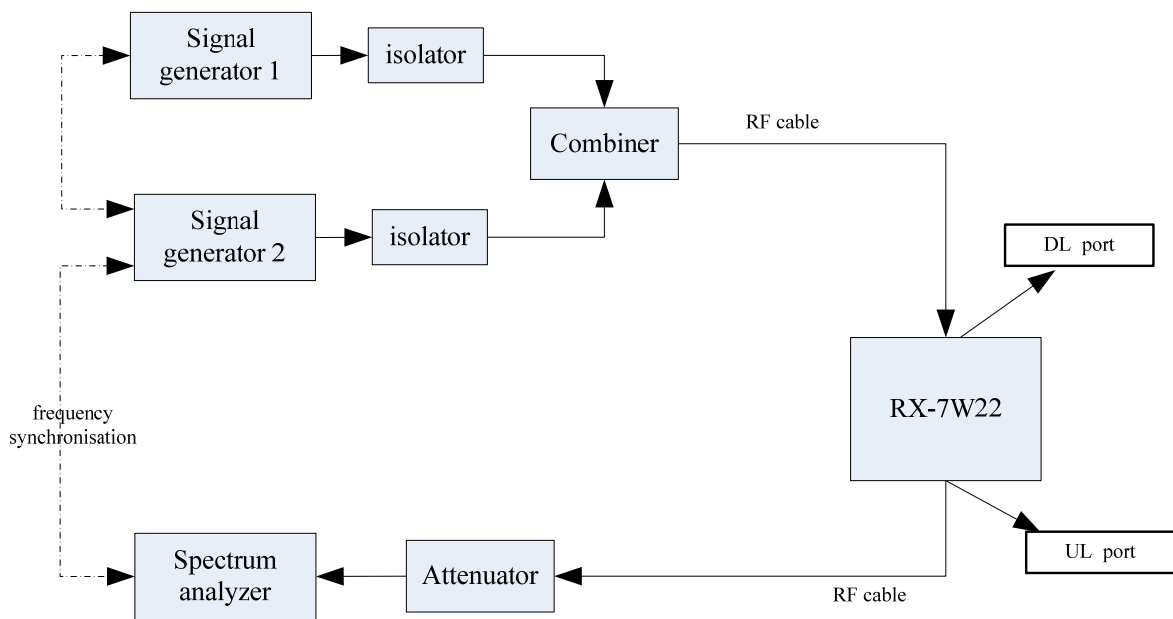 Signal
generator 1
isolator
Combiner
RF cable
Signal
generator 2
isolator
DL port
RX-7W22
frequency
synchronisation
UL port
Spectrum
analyzer
Attenuator
RF cable